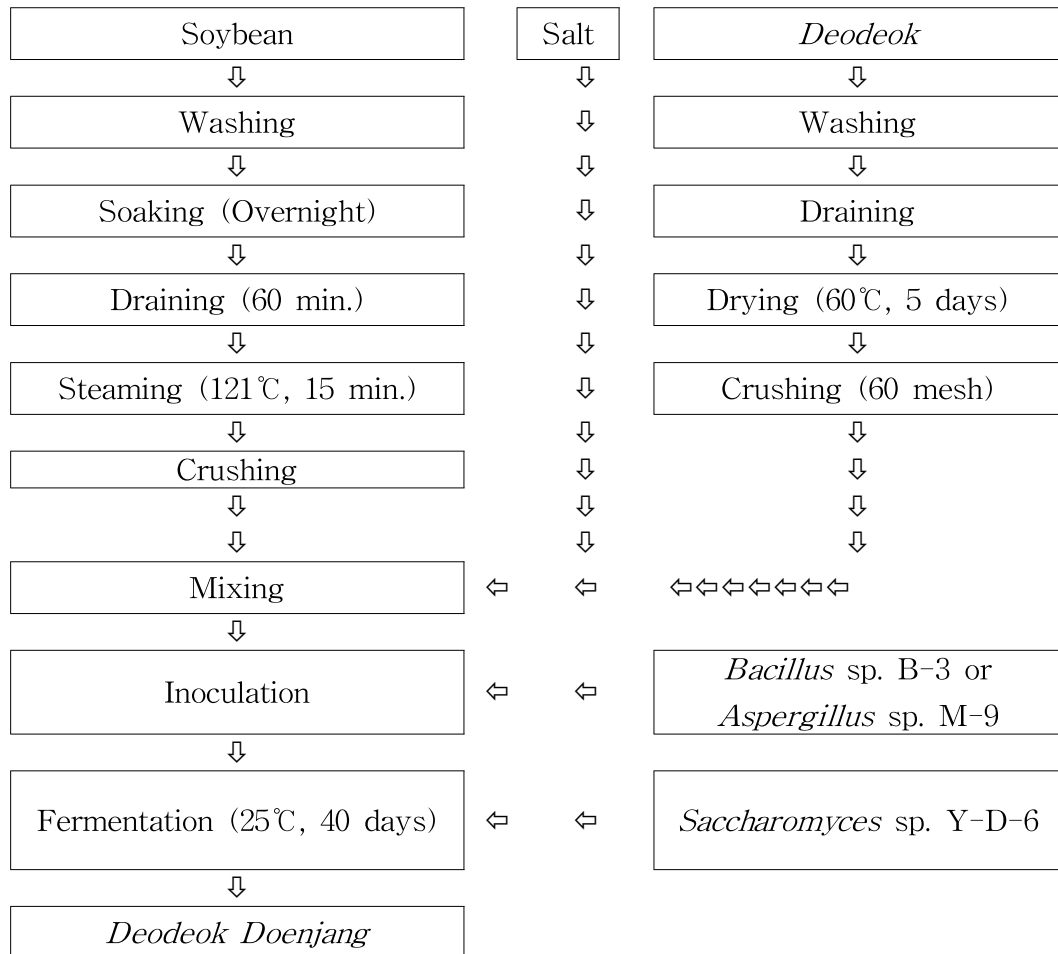 Soybean
Salt
Deodeok
Washing
Washing
Soaking (Overnight)
Draining
Draining (60 min.)
Drying (60℃, 5 days)
Steaming (121℃, 15 min.)
Crushing (60 mesh)
Crushing
Mixing
Inoculation
Bacillus sp. B-3 or
Aspergillus sp. M-9
Fermentation (25℃, 40 days)
Saccharomyces sp. Y-D-6
Deodeok Doenjang